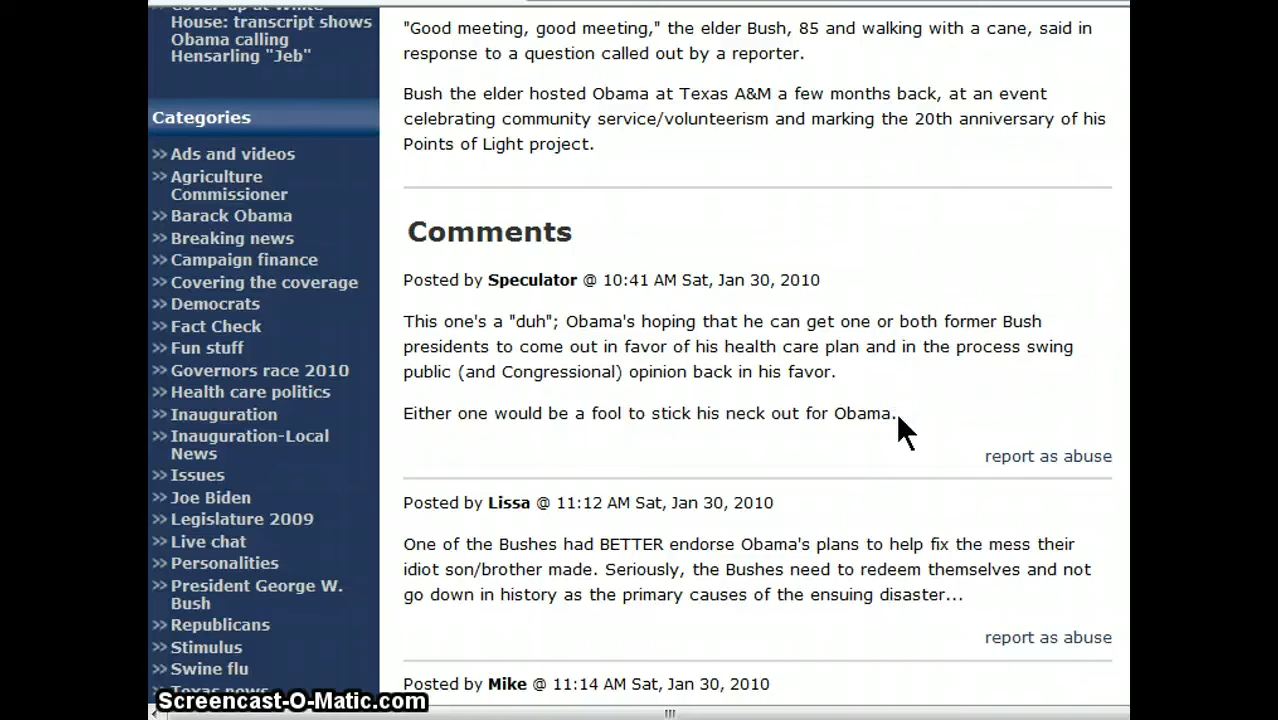 Cover-up at White
House: transcript shows
Obama calling
Hensarling "Jeb"
Categories
>> Ads and videos
>> Agriculture
Commissioner
>> Barack Obama
>> Breaking news
>> Campaign finance
>> Covering the coverage
>> Democrats
>> Fact Check
>> Fun stuff
>> Governors race 2010
>> Health care politics
>> Inauguration
>> Inauguration-Local
News
>> Issues
>> Joe Biden
>> Legislature 2009
>> Live chat
>> Personalities
>> President George W.
Bush
>> Republicans
>> Stimulus
>> Swine flu
>> Texas news
"Good meeting, good meeting," the elder Bush, 85 and walking with a cane, said in
response to a question called out by a reporter.
Bush the elder hosted Obama at Texas A&M a few months back, at an event
celebrating community service/volunteerism and marking the 20th anniversary of his
Points of Light project.
Comments
Posted by Speculator @ 10:41 AM Sat, Jan 30, 2010
This one's a "duh"; Obama's hoping that he can get one or both former Bush
presidents to come out in favor of his health care plan and in the process swing
public (and Congressional) opinion back in his favor.
Either one would be a fool to stick his neck out for Obama.
report as abuse
Posted by Lissa @ 11:12 AM Sat, Jan 30, 2010
One of the Bushes had BETTER endorse Obama's plans to help fix the mess their
idiot son/brother made. Seriously, the Bushes need to redeem themselves and not
go down in history as the primary causes of the ensuing disaster...
report as abuse
Posted by Mike @ 11:14 AM Sat, Jan 30, 2010
Screencast-O-Matic.com